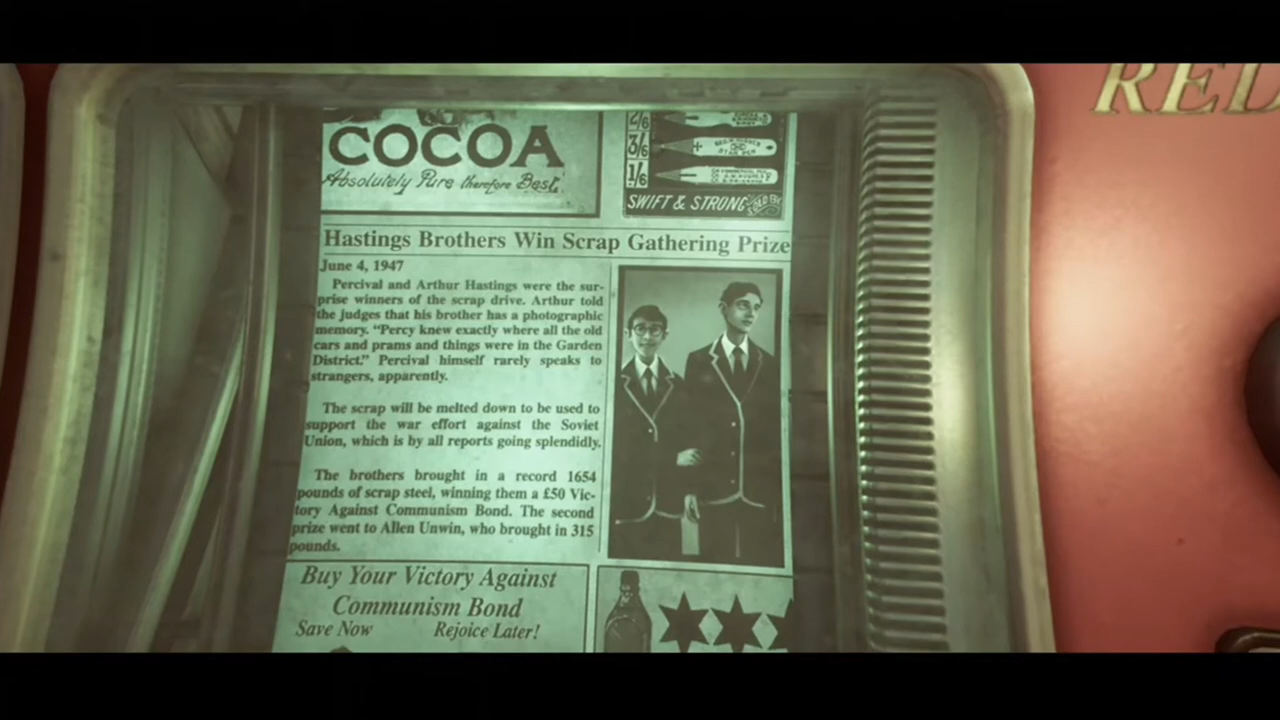 RED
COCOA
Absolutely Pure therefore Best.
2/6
3/6
1/6
SWIFT & STRONG
Hastings Brothers Win Scrap Gathering Prize
June 4, 1947
Percival and Arthur Hastings were the sur-
prise winners of the scrap drive. Arthur told
the judges that his brother has a photographic
memory. “Percy knew exactly where all the old
cars and prams and things were in the Garden
District.” Percival himself rarely speaks to
strangers, apparently.
The scrap will be melted down to be used to
support the war effort against the Soviet
Union, which is by all reports going splendidly.
The brothers brought in a record 1654
pounds of scrap steel, winning them a £50 Vic-
tory Against Communism Bond. The second
prize went to Allen Unwin, who brought in 315
pounds.
Buy Your Victory Against
Communism Bond
Save Now Rejoice Later!